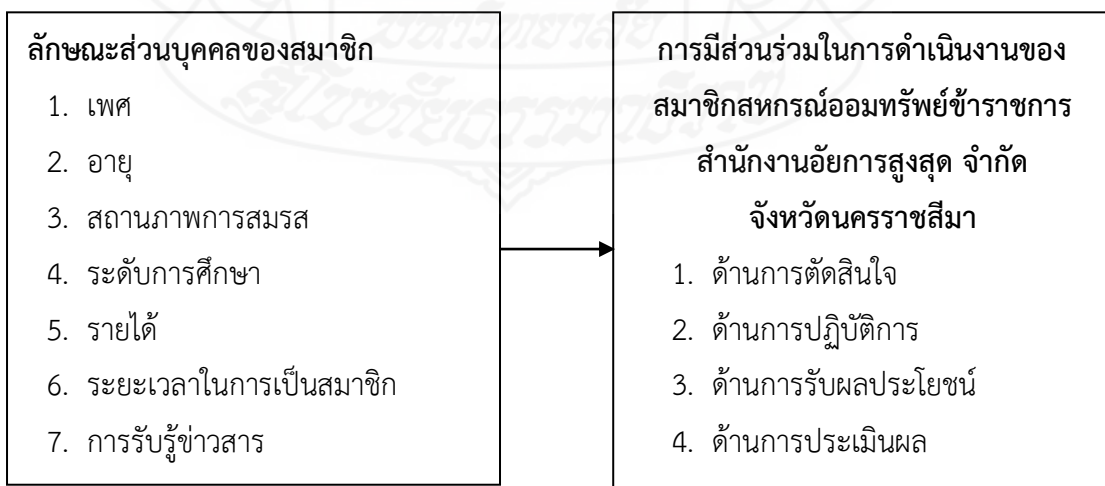 ลักษณะส่วนบุคคลของสมาชิก
1. เพศ
2. อายุ
3. สถานภาพการสมรส
4. ระดับการศึกษา
5. รายได้
6. ระยะเวลาในการเป็นสมาชิก
7. การรับรู้ข่าวสาร
การมีส่วนร่วมในการดำเนินงานของ
สมาชิกสหกรณ์ออมทรัพย์ข้าราชการ
สำนักงานอัยการสูงสุด จำกัด
จังหวัดนครราชสีมา
1. ด้านการตัดสินใจ
2. ด้านการปฏิบัติการ
3. ด้านการรับผลประโยชน์
4. ด้านการประเมินผล